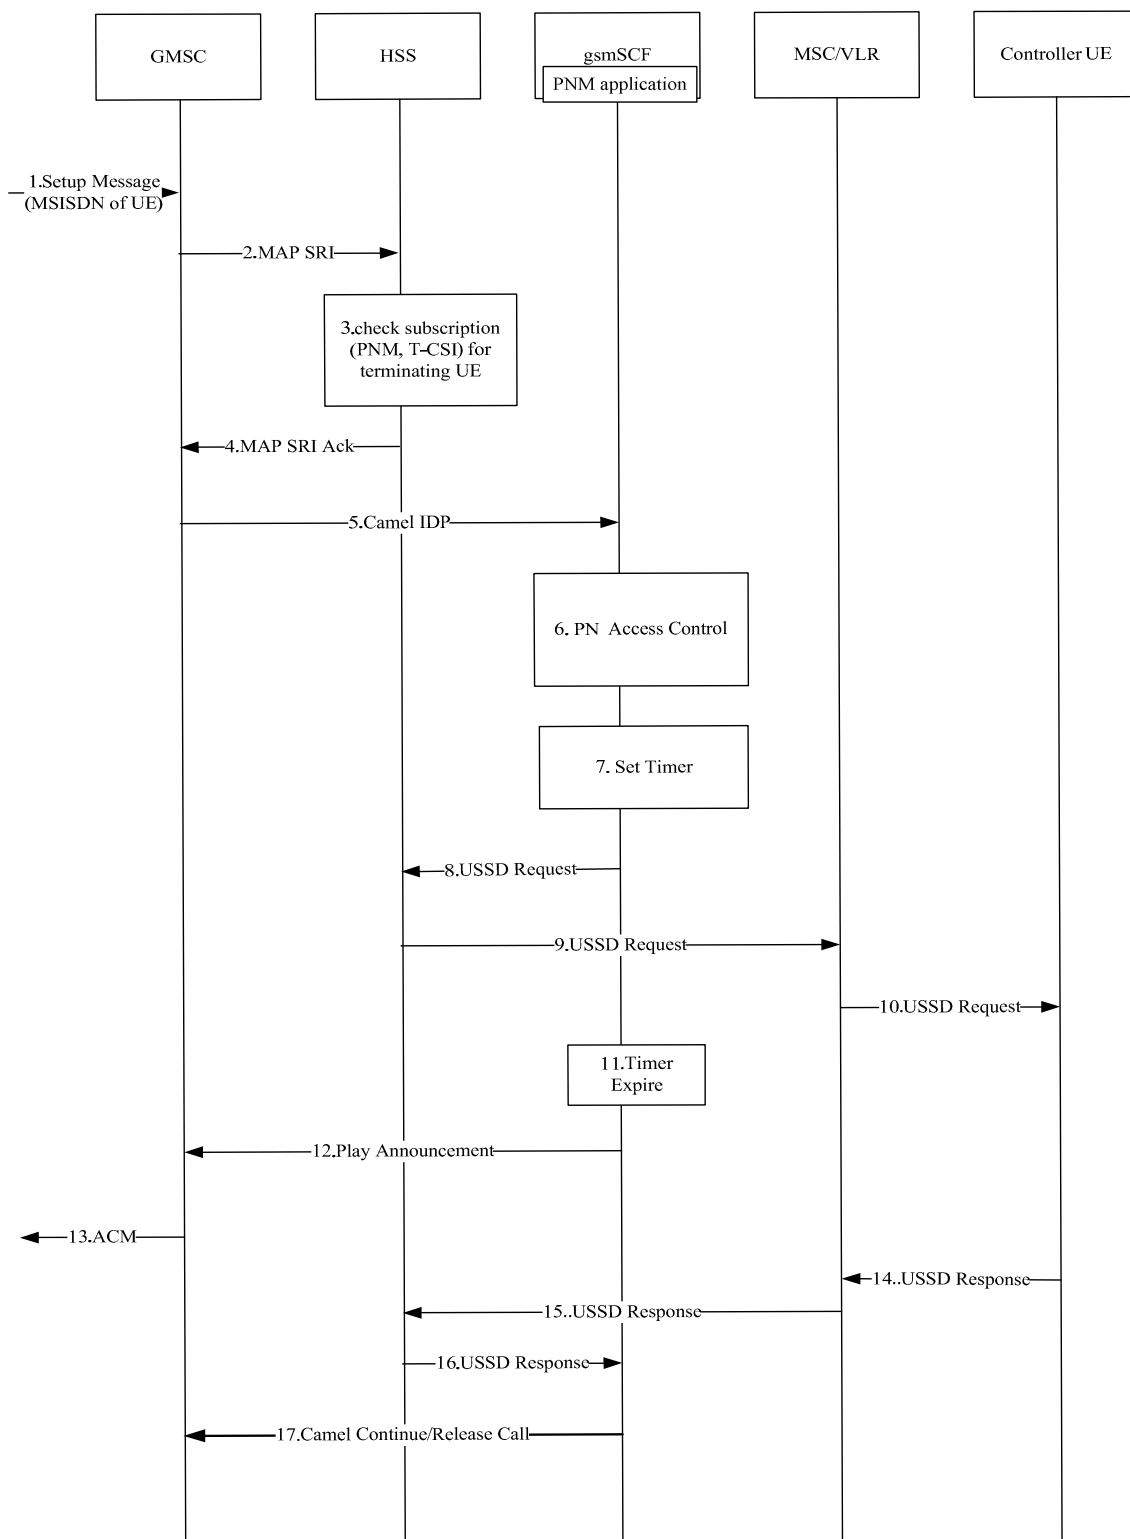 GMSC
HSS
gsmSCF
PNM application
MSC/VLR
Controller UE
1.Setup Message
(MSISDN of UE)
2.MAP SRI
3.check subscription
(PNM, T-CSI) for
terminating UE
4.MAP SRI Ack
5.Camel IDP
6. PN Access Control
7. Set Timer
8.USSD Request
9.USSD Request
10.USSD Request
11.Timer
Expire
12.Play Announcement
13.ACM
14..USSD Response
15..USSD Response
16.USSD Response
17.Camel Continue/Release Call